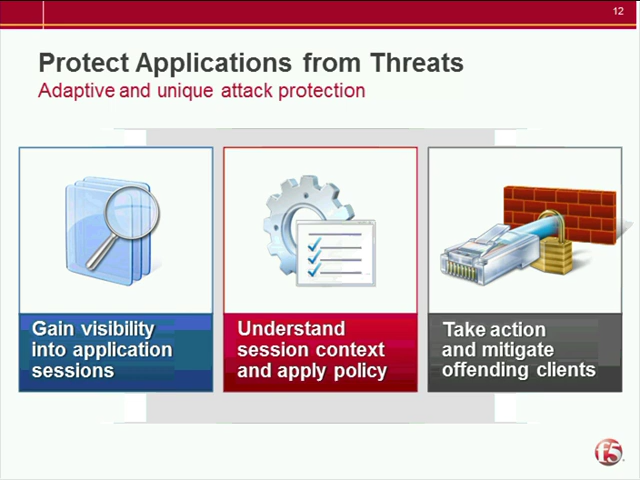 12
Protect Applications from Threats
Adaptive and unique attack protection
Gain visibility
into application
sessions
Understand
session context
and apply policy
Take action
and mitigate
offending clients
f5